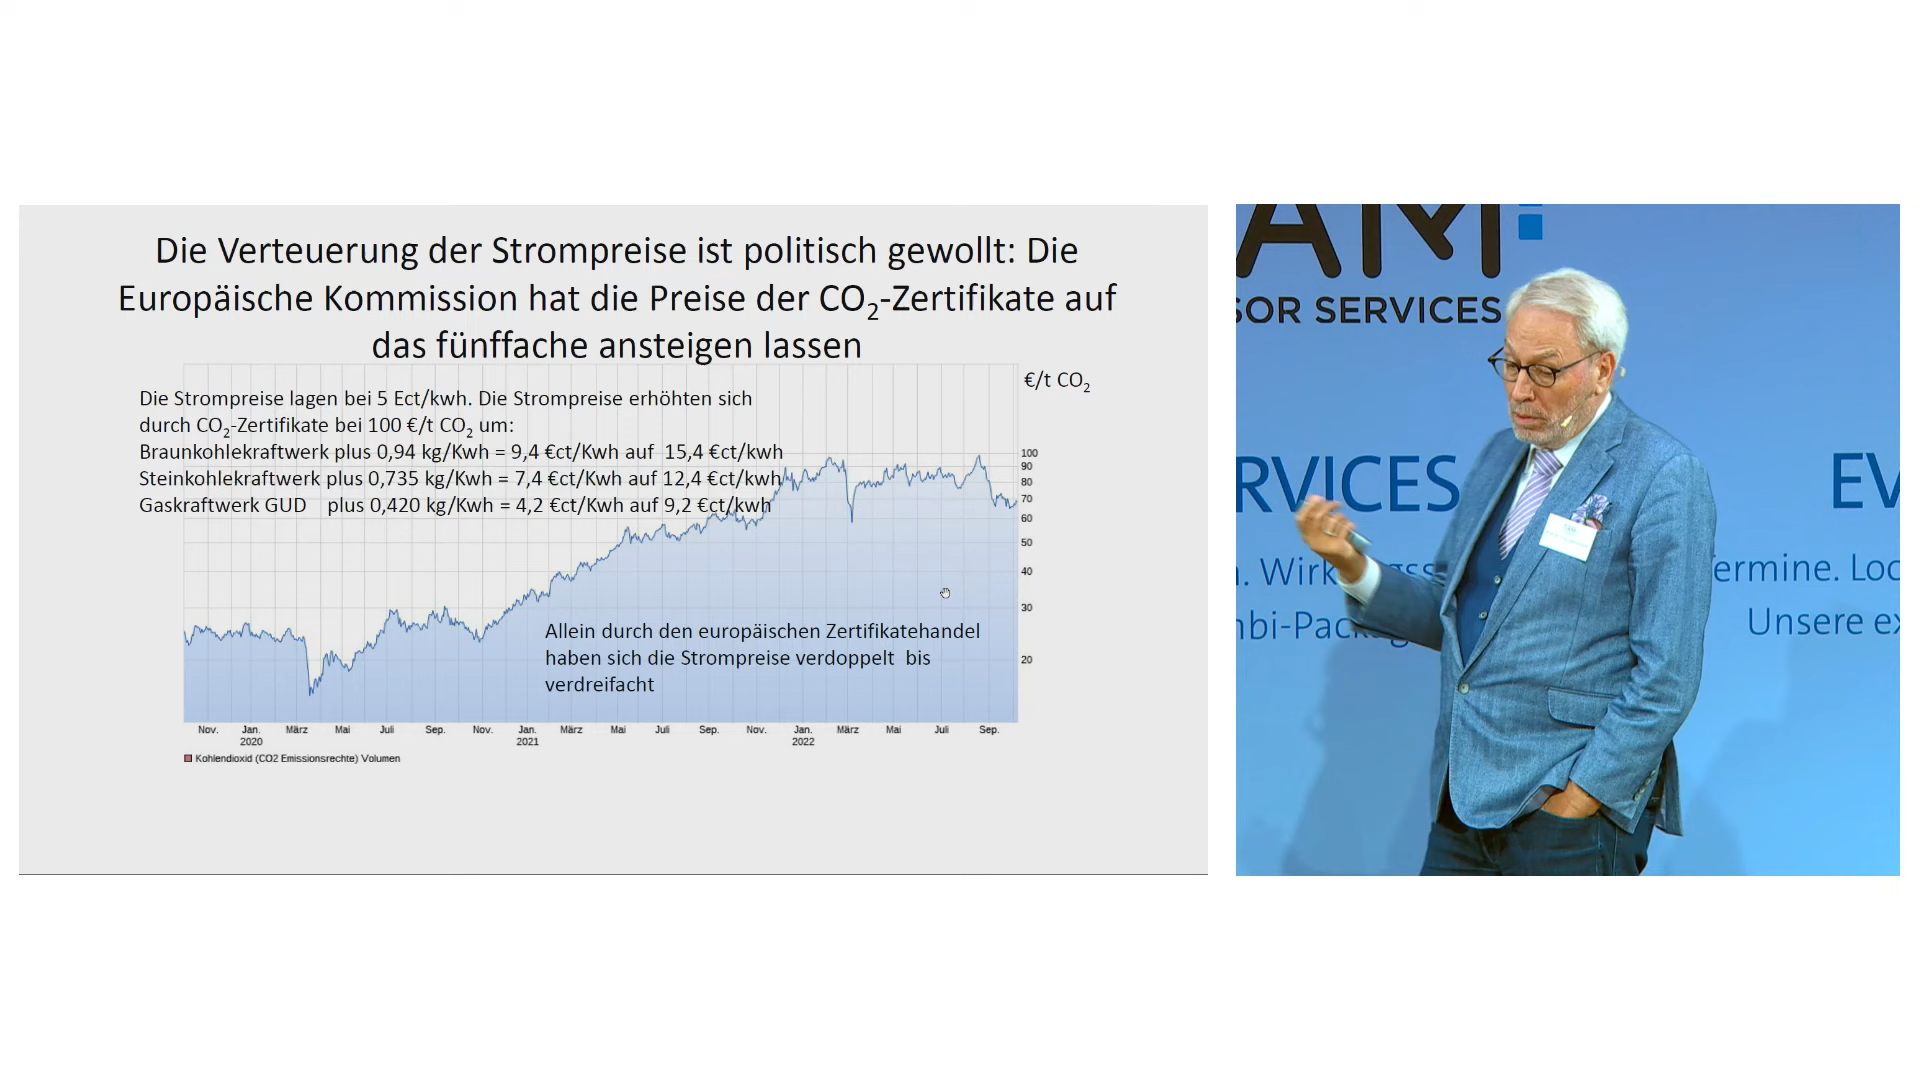 Die Verteuerung der Strompreise ist politisch gewollt: Die
Europäische Kommission hat die Preise der CO2-Zertifikate auf
das fünffache ansteigen lassen
€/t CO2
Die Strompreise lagen bei 5 Ect/kwh. Die Strompreise erhöhten sich
durch CO2-Zertifikate bei 100 €/t CO2 um:
Braunkohlekraftwerk plus 0,94 kg/Kwh = 9,4 €ct/Kwh auf 15,4 €ct/kwh
Steinkohlekraftwerk plus 0,735 kg/Kwh = 7,4 €ct/Kwh auf 12,4 €ct/kwh
Gaskraftwerk GUD plus 0,420 kg/Kwh = 4,2 €ct/Kwh auf 9,2 €ct/kwh
100
90
80
70
60
50
40
30
20
Allein durch den europäischen Zertifikatehandel
haben sich die Strompreise verdoppelt bis
verdreifacht
Nov. Jan. März Mai Juli Sep. Nov. Jan. März Mai Juli Sep. Nov. Jan. März Mai Juli Sep.
2020 2021 2022
Kohlendioxid (CO2 Emissionsrechte) Volumen
AM
SOR SERVICES
RVICES
EV
. Wirk gss
ermine. Loc
mbi-Pac g
Unsere ex